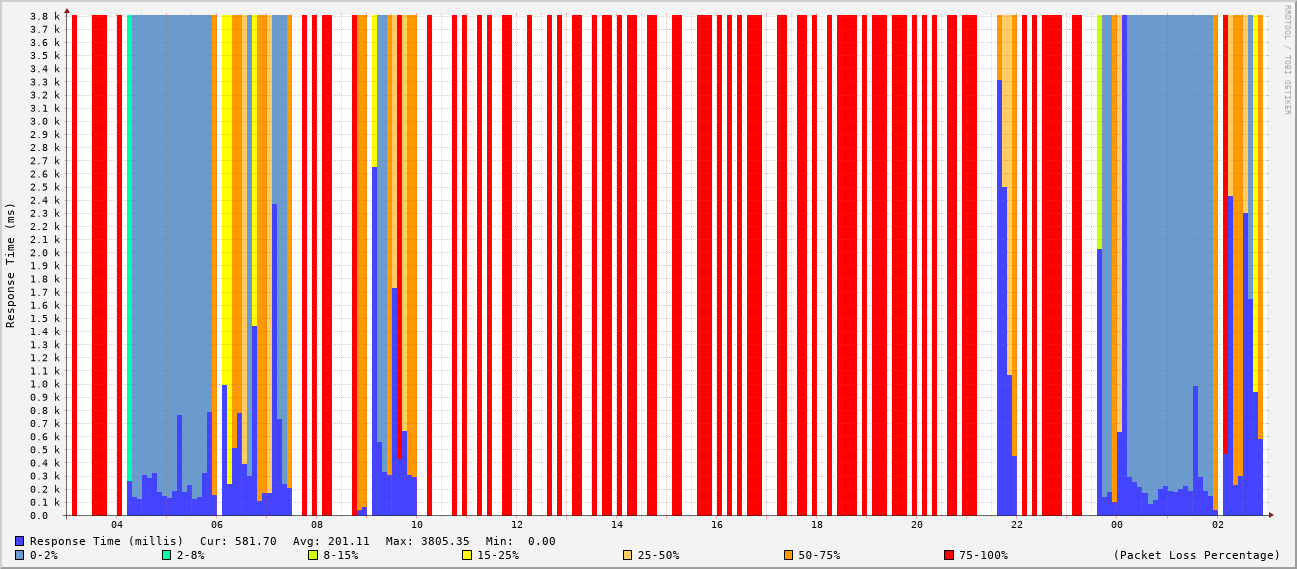 3.8 k
3.7 k
3.6 k
3.5 k
3.4 k
3.3 k
3.2 k
3.1 k
3.0 k
2.9 k
2.8 k
2.7 k
2.6 k
2.5 k
2.4 k
2.3 k
2.2 k
2.1 k
2.0 k
1.9 k
1.8 k
1.7 k
1.6 k
1.5 k
1.4 k
1.3 k
1.2 k
1.1 k
1.0 k
0.9 k
0.8 k
0.7 k
0.6 k
0.5 k
0.4 k
0.3 k
0.2 k
0.1 k
0.0
Response Time (ms)
RRDTOOL / TOBI OETIKER
04 06 08 10 12 14 16 18 20 22 00 02
Response Time (millis) Cur: 581.70 Avg: 201.11 Max: 3805.35 Min: 0.00
0-2% 2-8% 8-15% 15-25% 25-50% 50-75% 75-100% (Packet Loss Percentage)